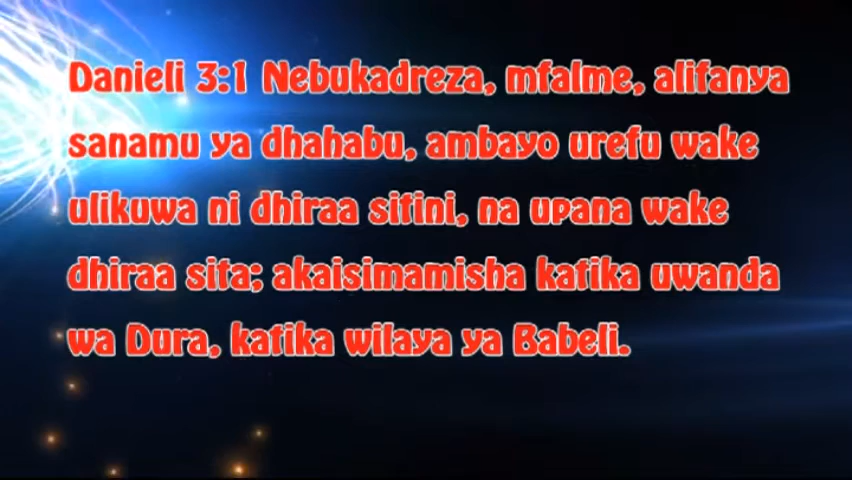 Danieli 3:1 Nebukadreza, mfalme, alifanya
sanamu ya dhahabu, ambayo urefu wake
ulikuwa ni dhiraa sitini, na upana wake
dhiraa sita; akaisimamisha katika uwanda
wa Dura, katika wilaya ya Babeli.